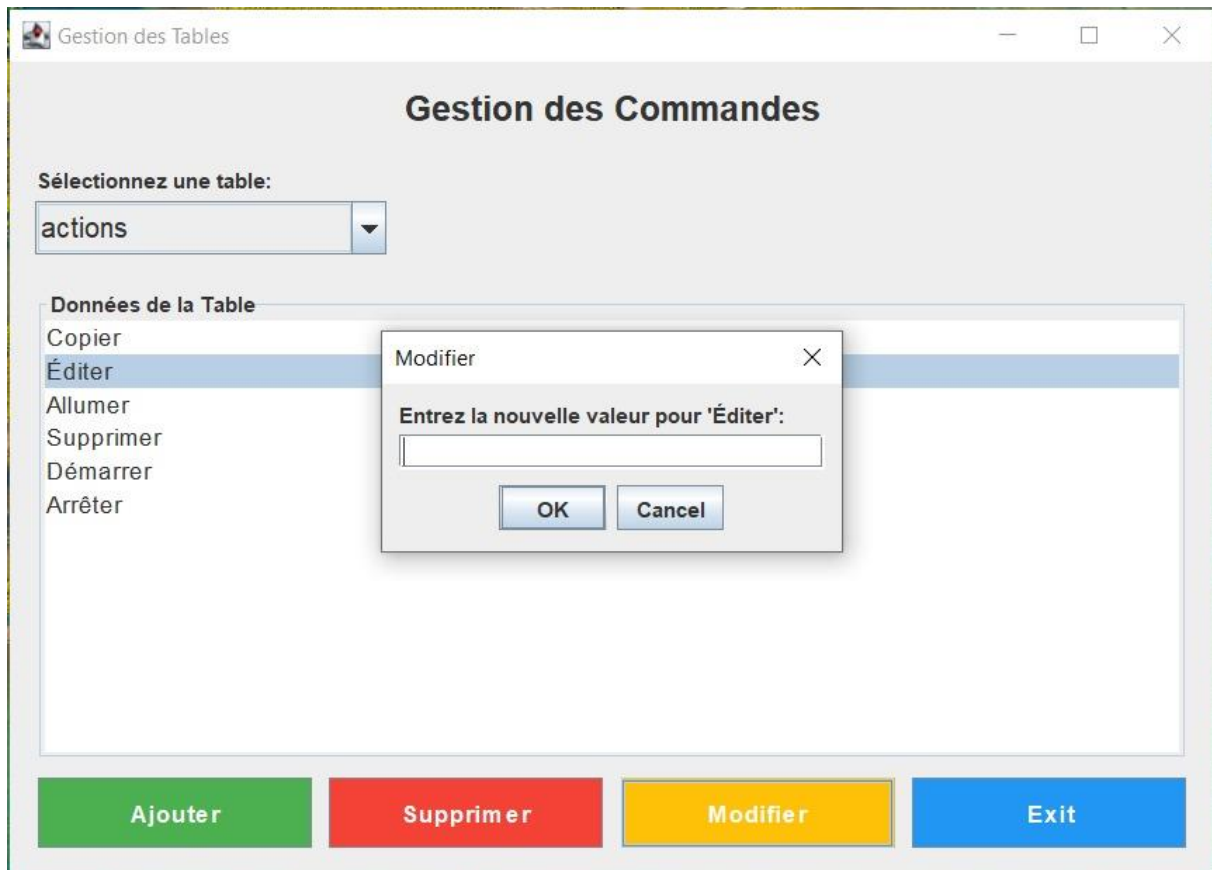 Gestion des Tables
Gestion des Commandes
Sélectionnez une table:
actions
Données de la Table
Copier
Éditer
Allumer
Supprimer
Démarrer
Arrêter
Modifier
Entrez la nouvelle valeur pour 'Éditer':
OK Cancel
Ajouter Supprimer Modifier Exit